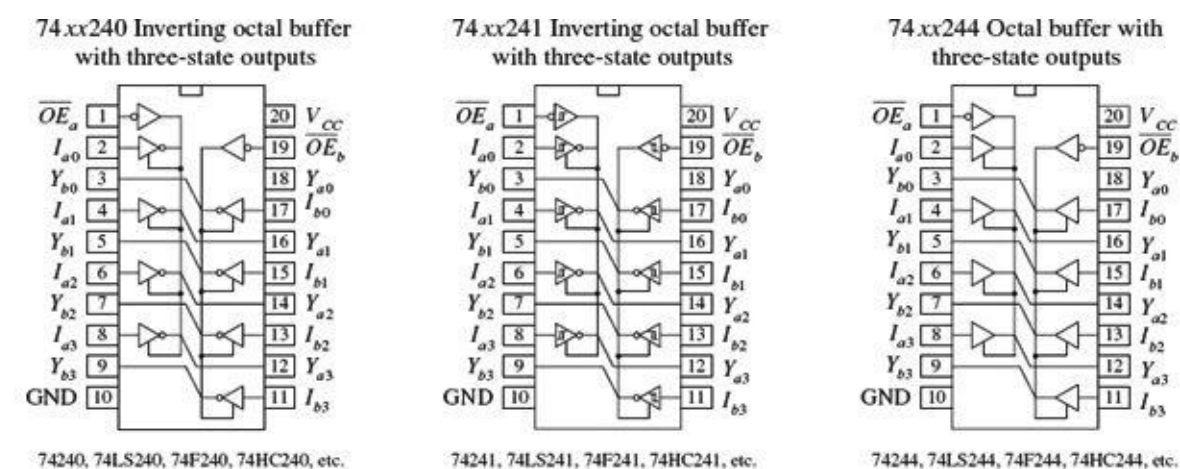 74xx240 Inverting octal buffer
with three-state outputs
OE̅a 1 20 VCC
Ia0 2 19 OE̅b
Yb0 3 18 Ya0
Ia1 4 17 Ib0
Yb1 5 16 Ya1
Ia2 6 15 Ib1
Yb2 7 14 Ya2
Ia3 8 13 Ib2
Yb3 9 12 Ya3
GND 10 11 Ib3
74240, 74LS240, 74F240, 74HC240, etc.
74xx241 Inverting octal buffer
with three-state outputs
OE̅a 1 20 VCC
Ia0 2 19 OE̅b
Yb0 3 18 Ya0
Ia1 4 17 Ib0
Yb1 5 16 Ya1
Ia2 6 15 Ib1
Yb2 7 14 Ya2
Ia3 8 13 Ib2
Yb3 9 12 Ya3
GND 10 11 Ib3
74241, 74LS241, 74F241, 74HC241, etc.
74xx244 Octal buffer with
three-state outputs
OE̅a 1 20 VCC
Ia0 2 19 OE̅b
Yb0 3 18 Ya0
Ia1 4 17 Ib0
Yb1 5 16 Ya1
Ia2 6 15 Ib1
Yb2 7 14 Ya2
Ia3 8 13 Ib2
Yb3 9 12 Ya3
GND 10 11 Ib3
74244, 74LS244, 74F244, 74HC244, etc.